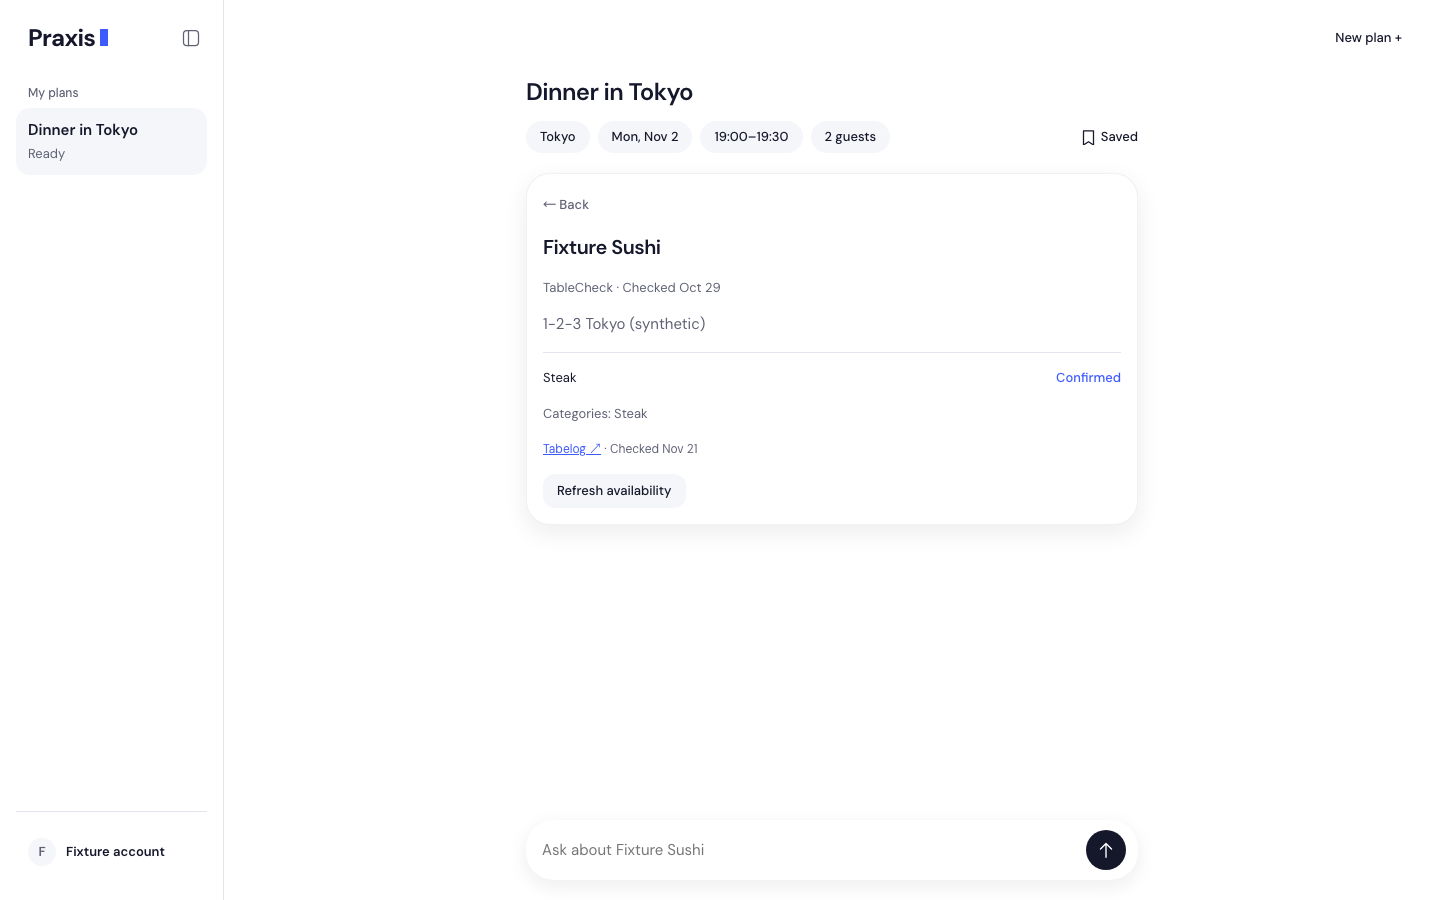 Praxis
New plan +
My plans
Dinner in Tokyo
Ready
Dinner in Tokyo
Tokyo
Mon, Nov 2
19:00–19:30
2 guests
Saved
← Back
Fixture Sushi
TableCheck · Checked Oct 29
1-2-3 Tokyo (synthetic)
Steak
Confirmed
Categories: Steak
Tabelog ↗ · Checked Nov 21
Refresh availability
Ask about Fixture Sushi
F
Fixture account